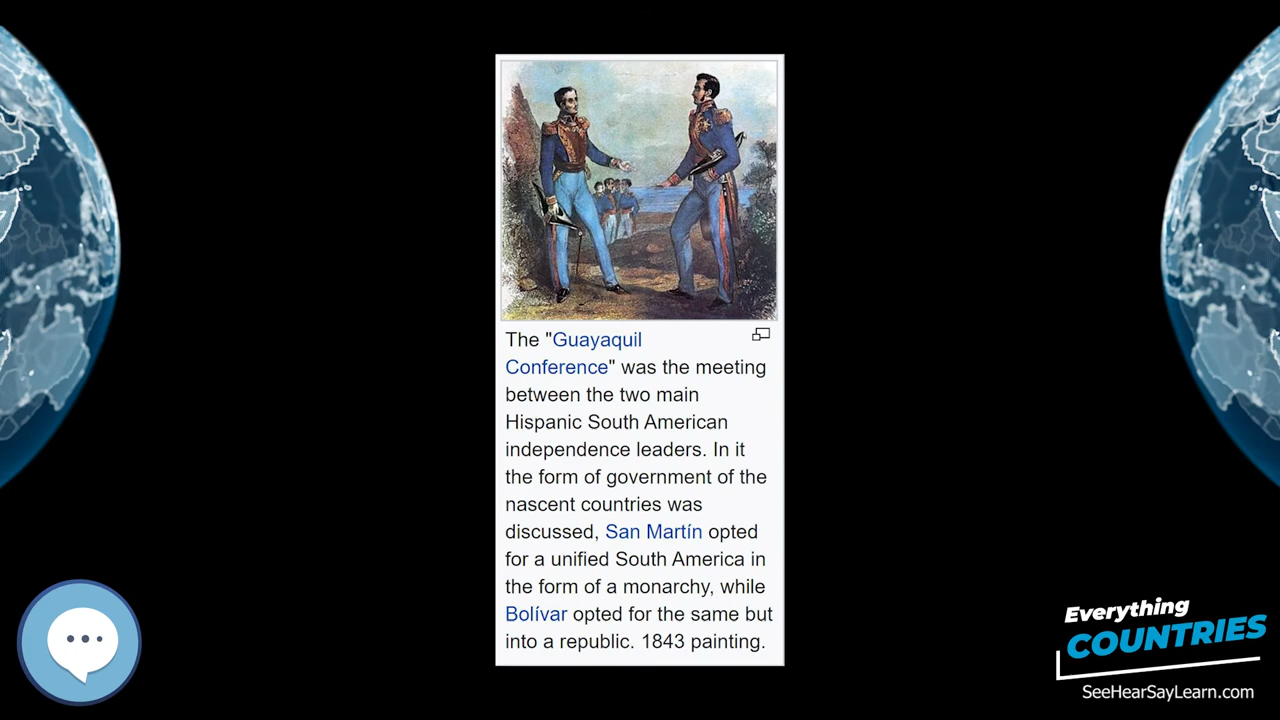 The "Guayaquil
Conference" was the meeting
between the two main
Hispanic South American
independence leaders. In it
the form of government of the
nascent countries was
discussed, San Martín opted
for a unified South America in
the form of a monarchy, while
Bolívar opted for the same but
into a republic. 1843 painting.
Everything
COUNTRIES
SeeHearSayLearn.com